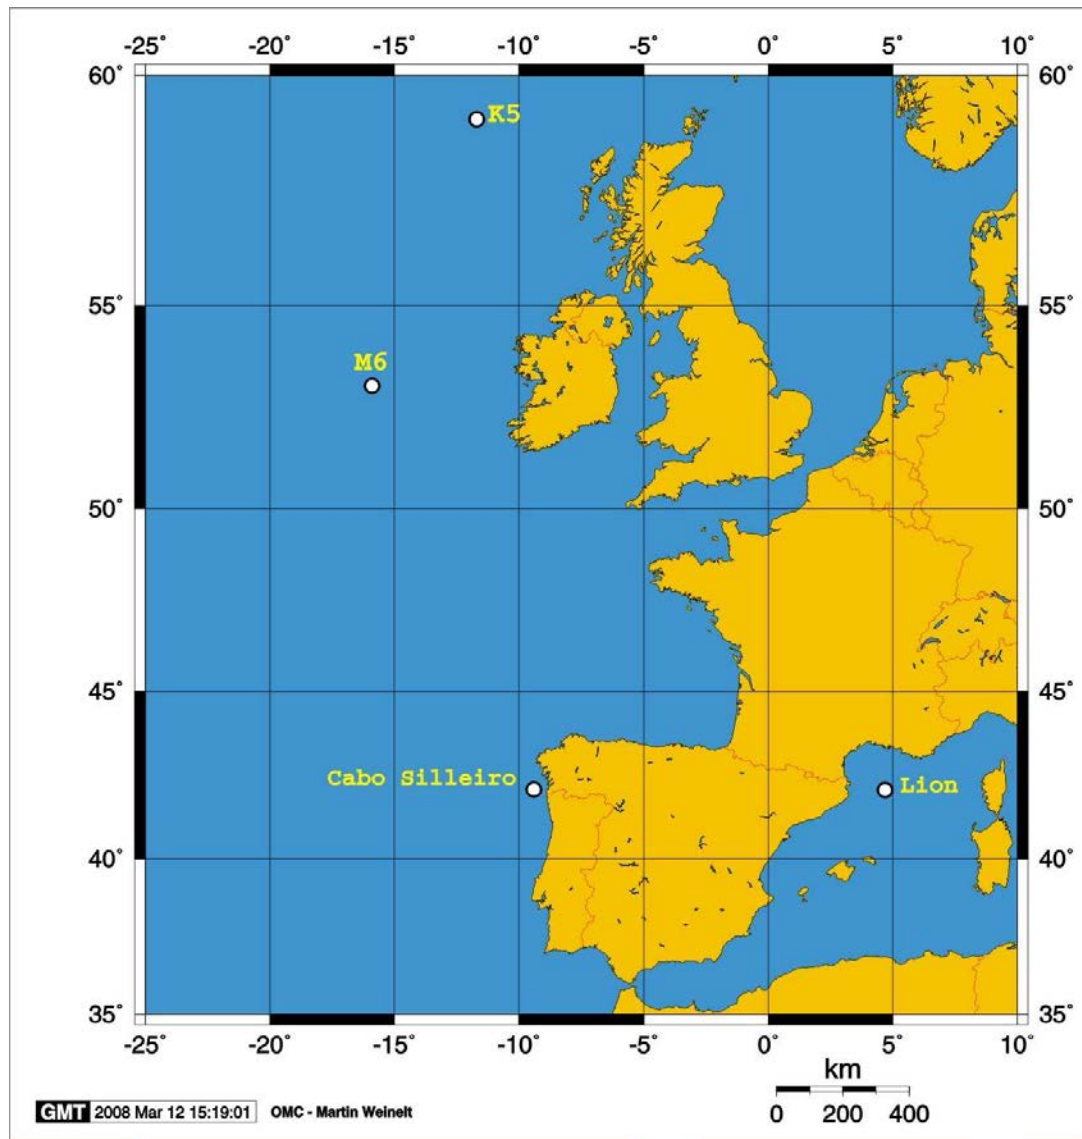 -25° -20° -15° -10° -5° 0° 5° 10°
60° 60°
K5
55° 55°
M6
50° 50°
45° 45°
Cabo Silleiro Lion
40° 40°
35° 35°
-25° -20° -15° -10° -5° 0° 5° 10°
km
0 200 400
GMT 2008 Mar 12 15:19:01 OMC - Martin Weinelt